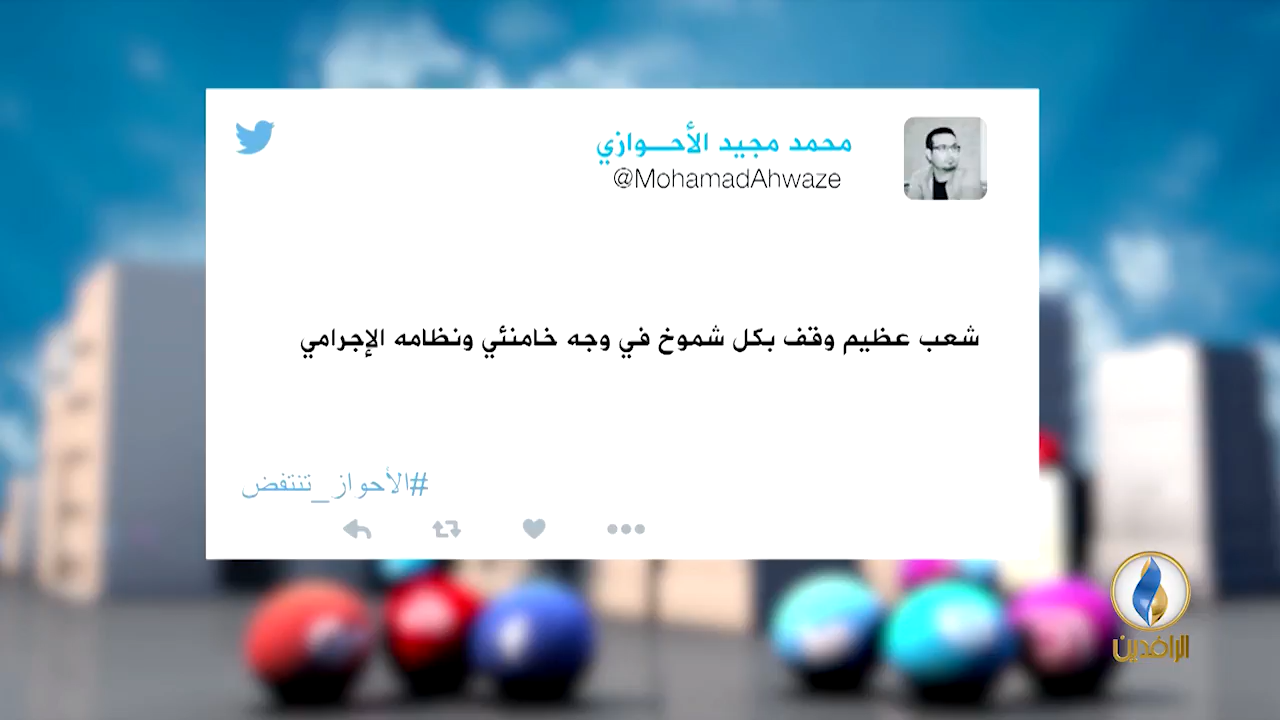 محمد مجيد الأحـــوازي
@MohamadAhwaze
شعب عظيم وقف بكل شموخ في وجه خامنئي ونظامه الإجرامي
#الأحواز_تنتفض
الرافدين